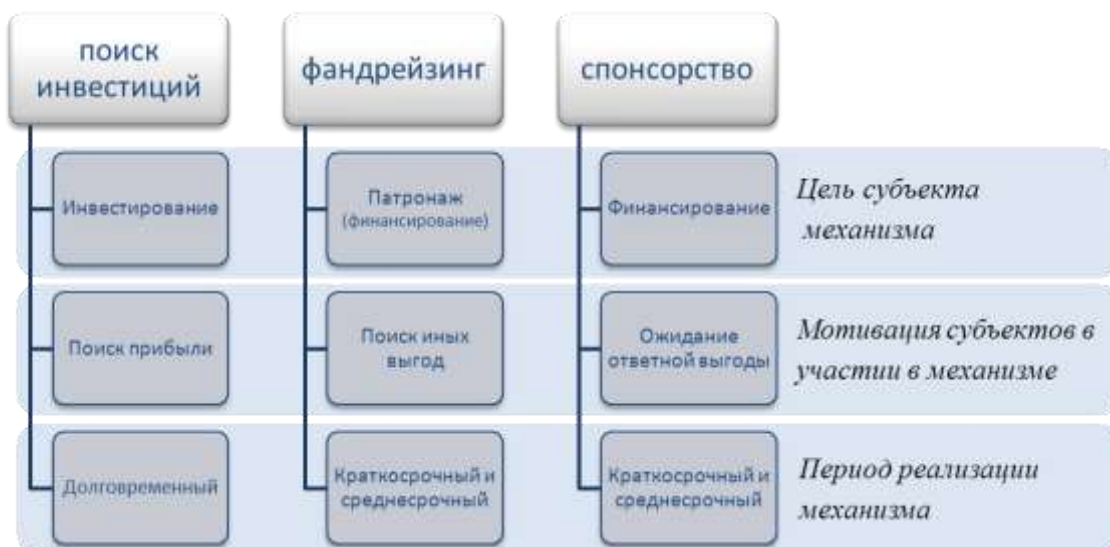 поиск
инвестиций
фандрейзинг
спонсорство
Инвестирование
Патронаж
(финансирование)
Финансирование
Цель субъекта
механизма
Поиск прибыли
Поиск иных
выгод
Ожидание
ответной выгоды
Мотивация субъектов в
участии в механизме
Долговременный
Краткосрочный и
среднесрочный
Краткосрочный и
среднесрочный
Период реализации
механизма